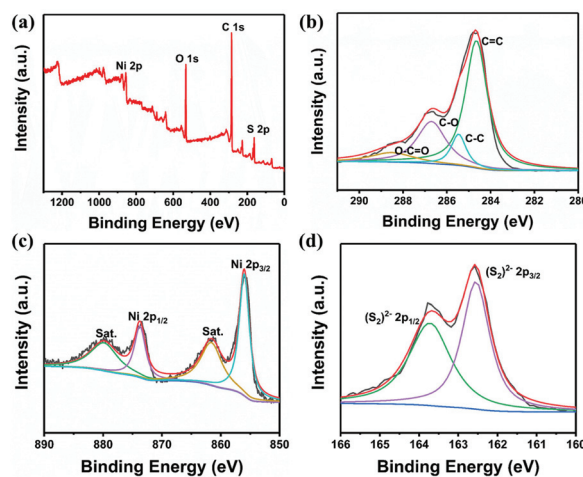 (a)
C 1s
Ni 2p
O 1s
S 2p
Intensity (a.u.)
1200 1000 800 600 400 200 0
Binding Energy (eV)
(b)
C=C
C-O
C-C
O-C=O
Intensity (a.u.)
290 288 286 284 282 280
Binding Energy (eV)
(c)
Ni 2p3/2
Ni 2p1/2
Sat.
Sat.
Intensity (a.u.)
890 880 870 860 850
Binding Energy (eV)
(d)
(S2)2- 2p3/2
(S2)2- 2p1/2
Intensity (a.u.)
166 165 164 163 162 161 160
Binding Energy (eV)